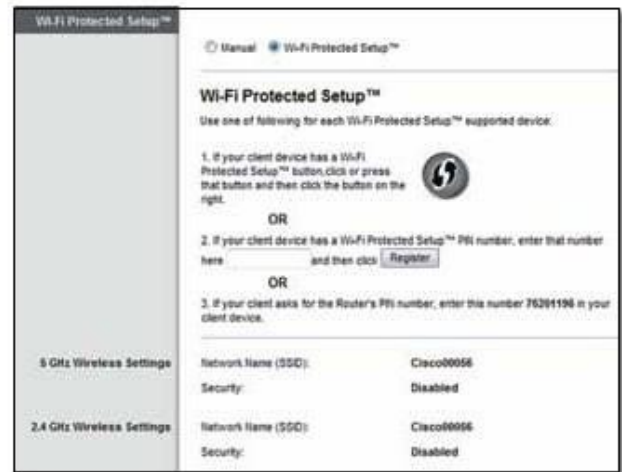 Wi-Fi Protected Setup™
Manual Wi-Fi Protected Setup™
Wi-Fi Protected Setup™
Use one of following for each Wi-Fi Protected Setup™ supported device:
1. If your client device has a Wi-Fi
Protected Setup™ button,click or press
that button and then click the button on the
right.
OR
2. If your client device has a Wi-Fi Protected Setup™ PIN number, enter that number
here and then click Register
OR
3. If your client asks for the Router's PIN number, enter this number 76201196 in your
client device.
5 GHz Wireless Settings Network Name (SSID): Cisco00056
Security: Disabled
2.4 GHz Wireless Settings Network Name (SSID): Cisco00056
Security: Disabled